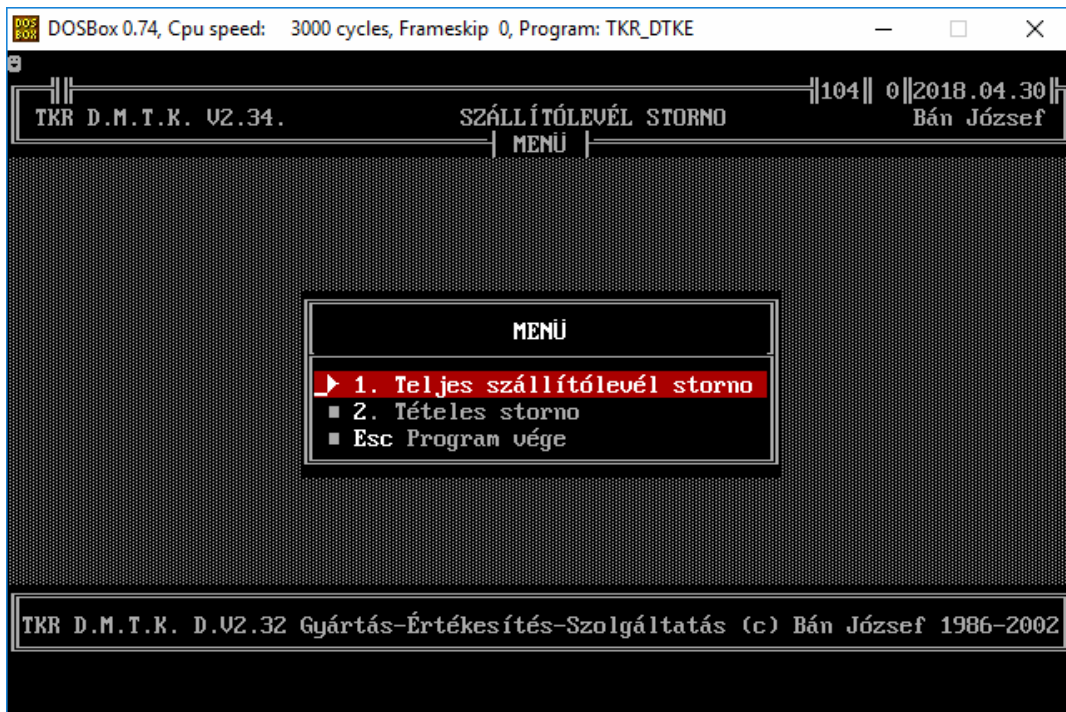 DOSBox 0.74, Cpu speed: 3000 cycles, Frameskip 0, Program: TKR_DTKE
104 0 2018.04.30
TKR D.M.T.K. V2.34. SZÁLLÍTÓLEVÉL STORNO Bán József
MENÜ
MENÜ
1. Teljes szállítólevél storno
2. Tételes storno
Esc Program vége
TKR D.M.T.K. D.V2.32 Gyártás-Értékesítés-Szolgáltatás (c) Bán József 1986-2002